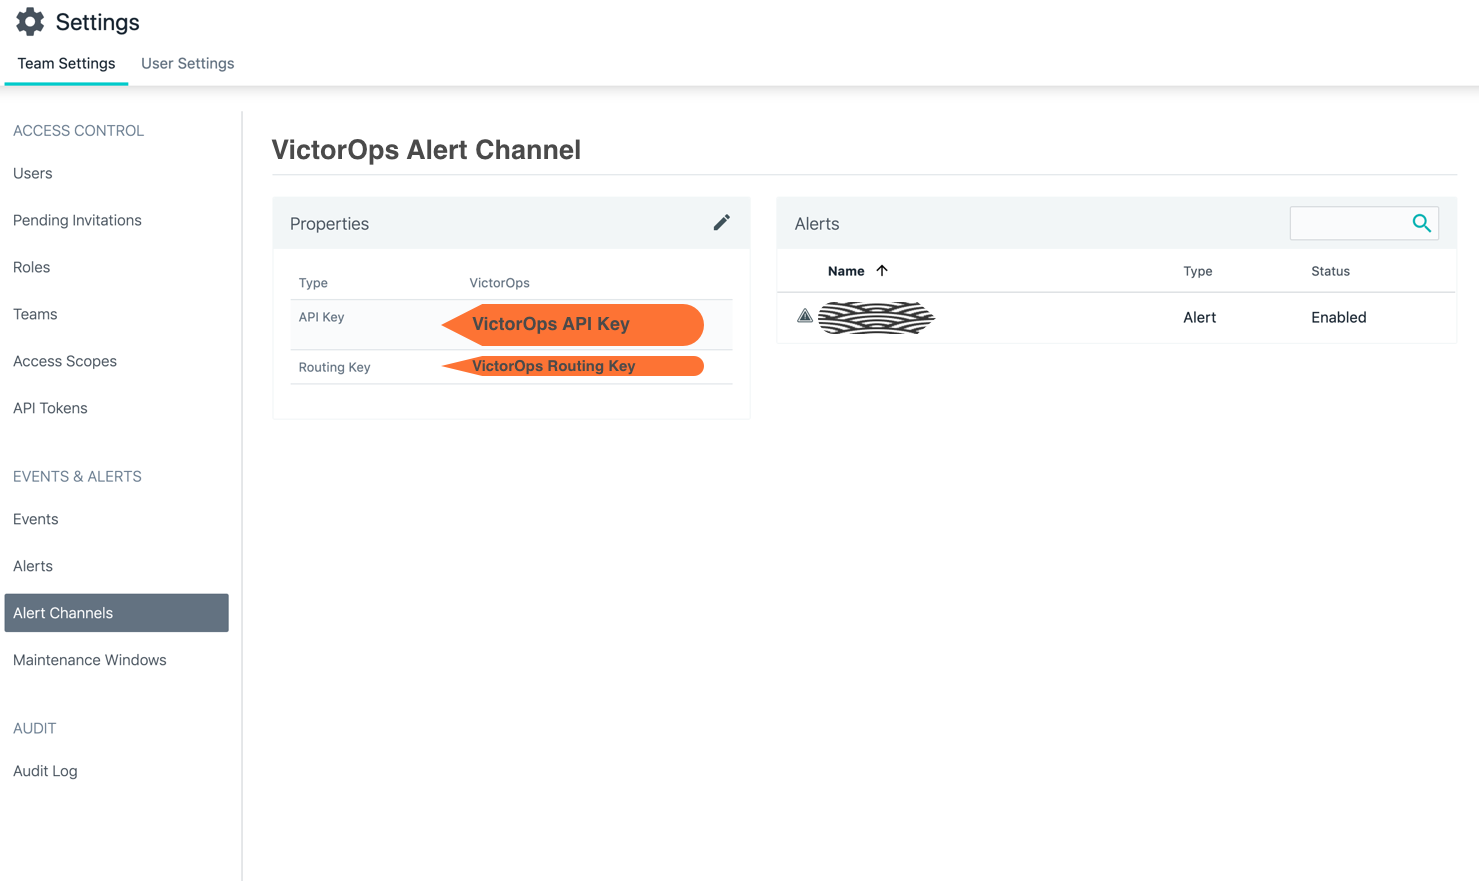 Settings
Team Settings
User Settings
ACCESS CONTROL
Users
Pending Invitations
Roles
Teams
Access Scopes
API Tokens
EVENTS & ALERTS
Events
Alerts
Alert Channels
Maintenance Windows
AUDIT
Audit Log
VictorOps Alert Channel
Properties
Type VictorOps
API Key VictorOps API Key
Routing Key VictorOps Routing Key
Alerts
Name Type Status
Alert Enabled